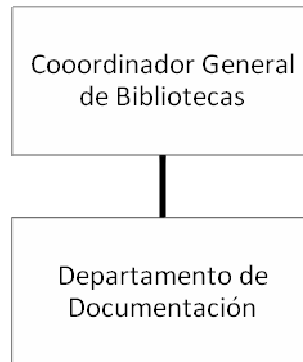 Cooordinador General
de Bibliotecas
Departamento de
Documentación